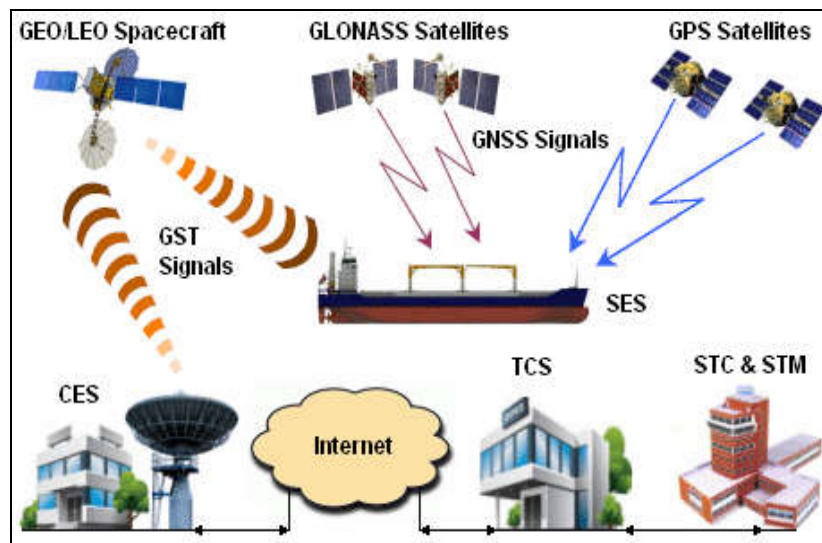 GEO/LEO Spacecraft
GLONASS Satellites
GPS Satellites
GNSS Signals
GST
Signals
SES
CES
Internet
TCS
STC & STM